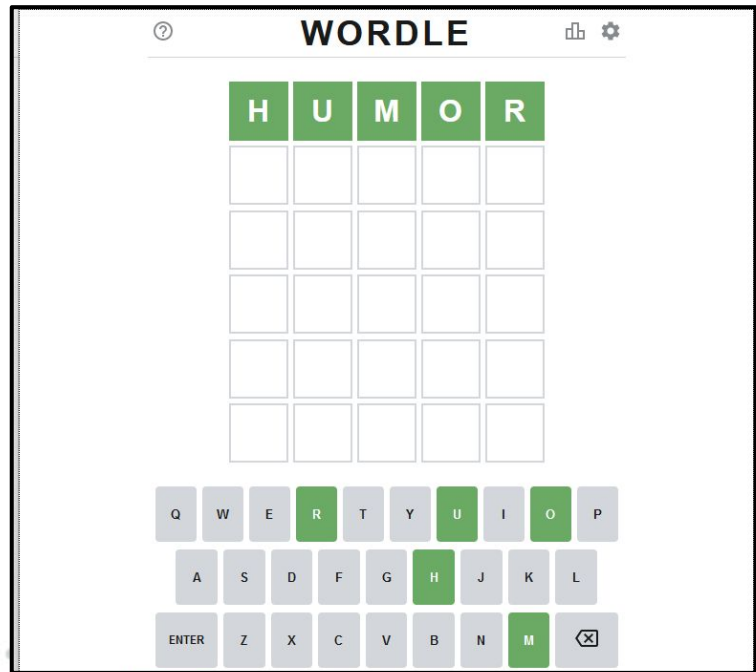 WORDLE
H U M O R
Q W E R T Y U I O P
A S D F G H J K L
ENTER Z X C V B N M